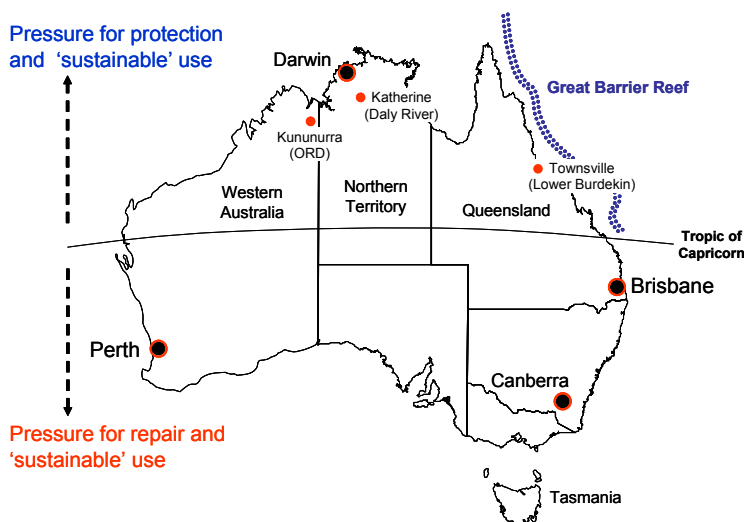 Pressure for protection
and ‘sustainable’ use
Darwin
Great Barrier Reef
Katherine
(Daly River)
Kununurra
(ORD)
Townsville
(Lower Burdekin)
Western
Australia
Northern
Territory
Queensland
Tropic of
Capricorn
Brisbane
Perth
Canberra
Pressure for repair and
‘sustainable’ use
Tasmania